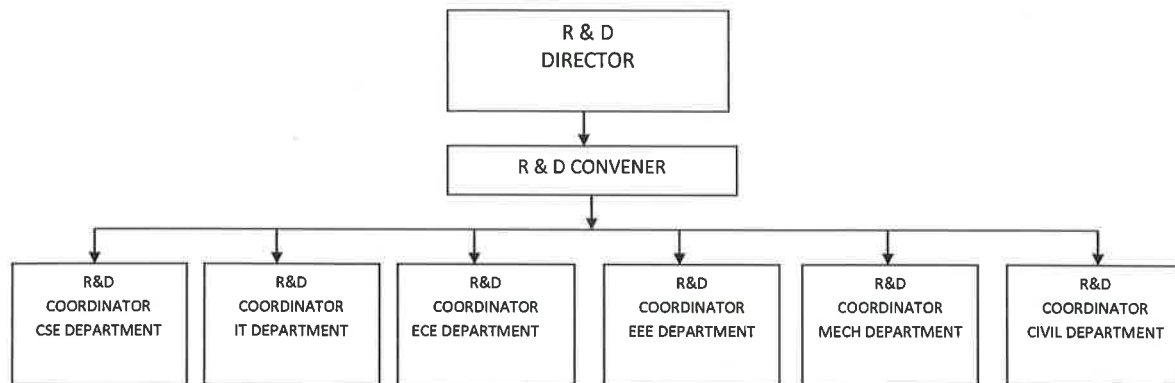 R & D
DIRECTOR
R & D CONVENER
R&D
COORDINATOR
CSE DEPARTMENT
R&D
COORDINATOR
IT DEPARTMENT
R&D
COORDINATOR
ECE DEPARTMENT
R&D
COORDINATOR
EEE DEPARTMENT
R&D
COORDINATOR
MECH DEPARTMENT
R&D
COORDINATOR
CIVIL DEPARTMENT